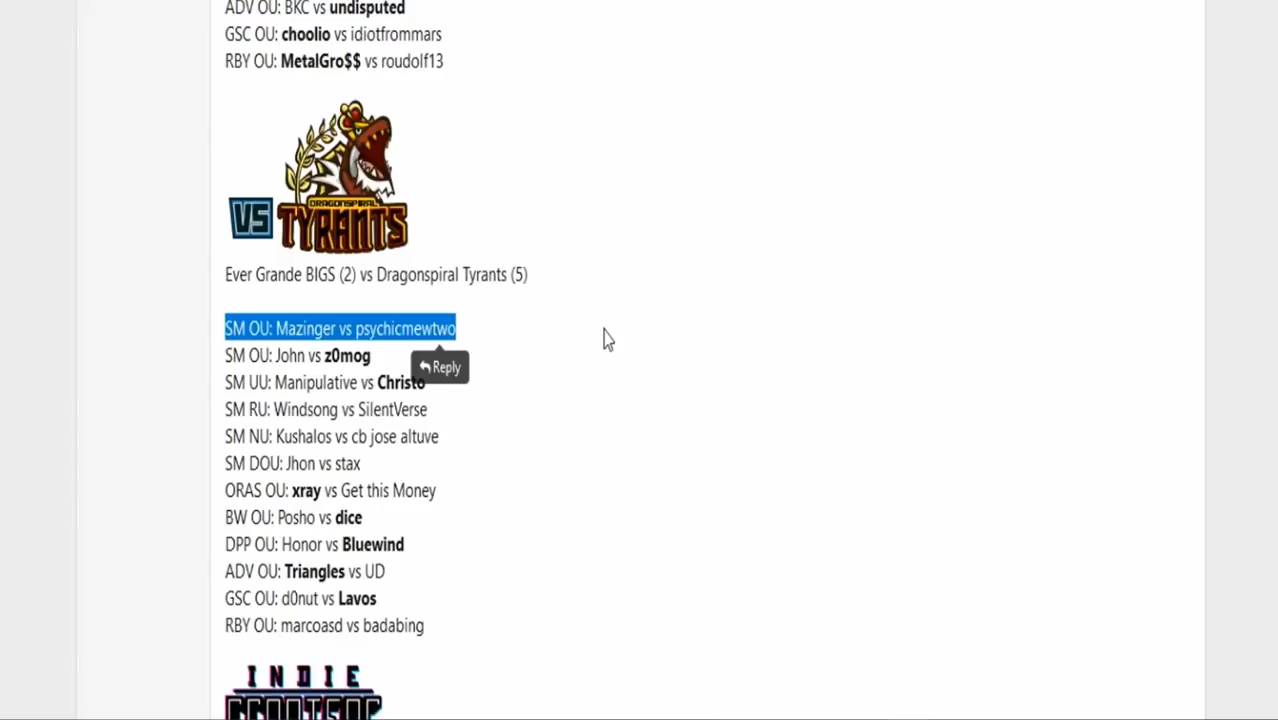 ADV OU: BKC vs undisputed
GSC OU: choolio vs idiotfrommars
RBY OU: MetalGro$$ vs roudolf13
VS
DRAGONSPIRAL
TYRANTS
Ever Grande BIGS (2) vs Dragonspiral Tyrants (5)
SM OU: Mazinger vs psychicmewtwo
SM OU: John vs z0mog
Reply
SM UU: Manipulative vs Christo
SM RU: Windsong vs SilentVerse
SM NU: Kushalos vs cb jose altuve
SM DOU: Jhon vs stax
ORAS OU: xray vs Get this Money
BW OU: Posho vs dice
DPP OU: Honor vs Bluewind
ADV OU: Triangles vs UD
GSC OU: d0nut vs Lavos
RBY OU: marcoasd vs badabing
INDIE